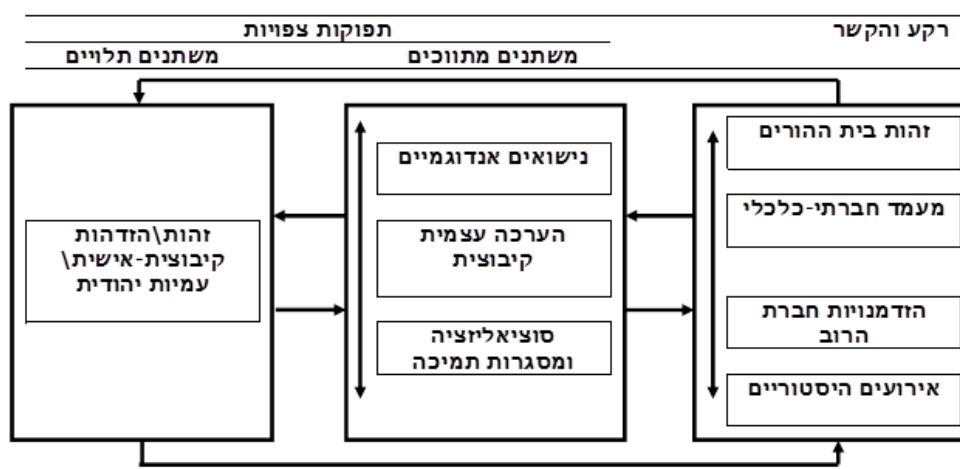 רקע והקשר
תפוקות צפויות
משתנים מתווכים
משתנים תלויים
זהות בית ההורים
מעמד חברתי-כלכלי
הזדמנויות חברת
הרוב
אירועים היסטוריים
נישואים אנדוגמיים
הערכה עצמית
קיבוצית
סוציאליזציה
ומסגרות תמיכה
זהות\הזדהות
קיבוצית-אישית\
עמיות יהודית